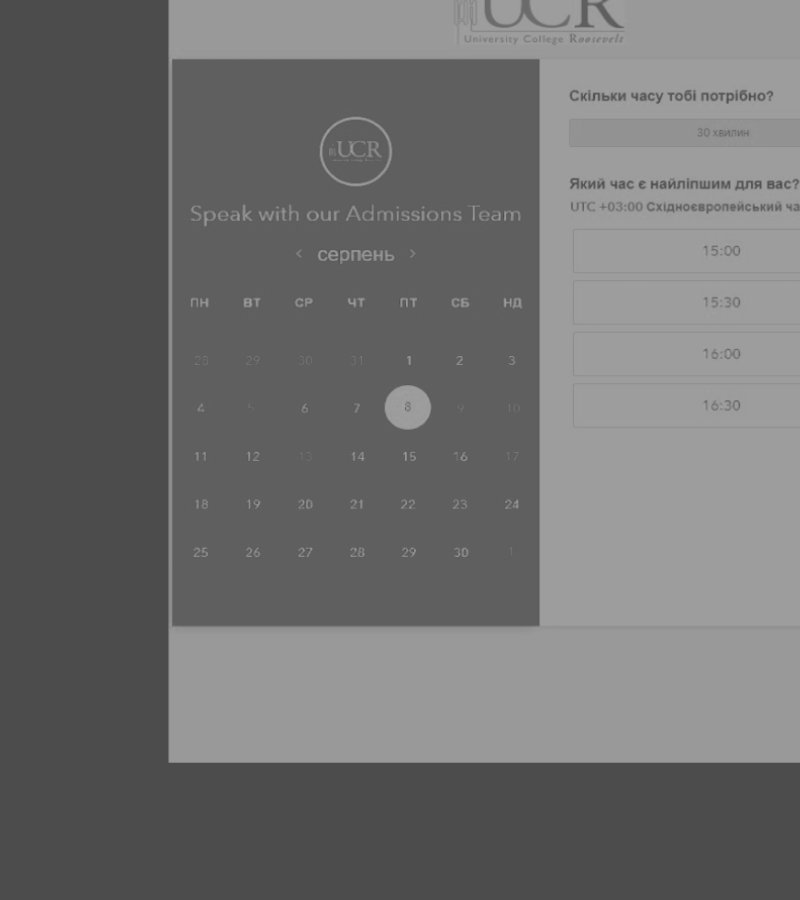 UCR
University College Roosevelt
UCR
Speak with our Admissions Team
< серпень >
ПН ВТ СР ЧТ ПТ СБ НД
28 29 30 31 1 2 3
4 5 6 7 8 9 10
11 12 13 14 15 16 17
18 19 20 21 22 23 24
25 26 27 28 29 30 1
Скільки часу тобі потрібно?
30 хвилин
Який час є найліпшим для вас?
UTC +03:00 Східноєвропейський ча
15:00
15:30
16:00
16:30